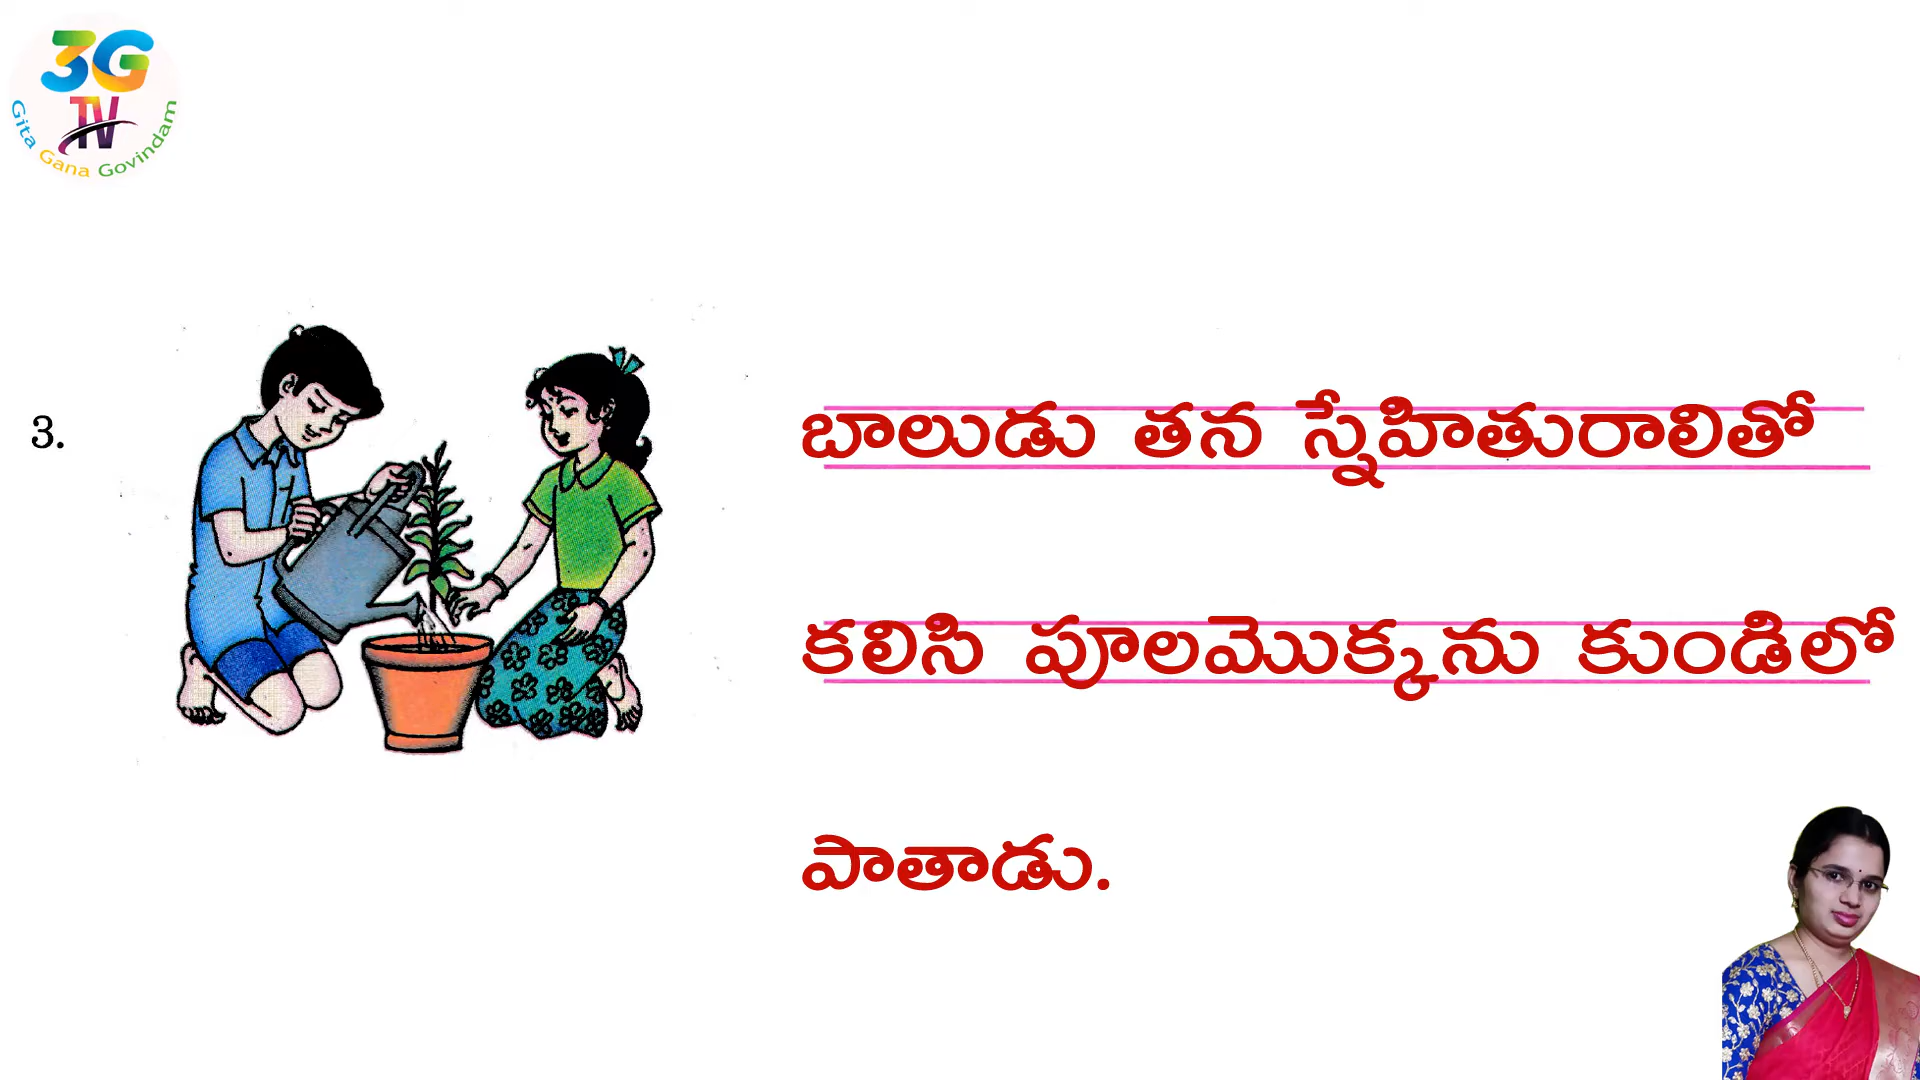 3G
TV
Gita Gana Govindam
3.
బాలుడు తన స్నేహితురాలితో
కలిసి పూలమొక్కను కుండిలో
పాతాడు.